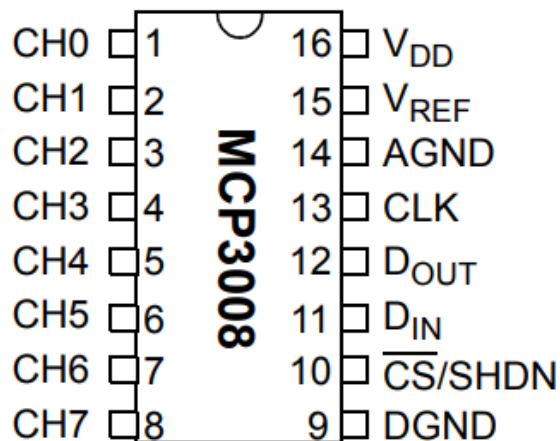 CH0 1 16 VDD
CH1 2 15 VREF
CH2 3 14 AGND
CH3 4 13 CLK
CH4 5 12 DOUT
CH5 6 11 DIN
CH6 7 10 C̅S̅/SHDN
CH7 8 9 DGND
MCP3008